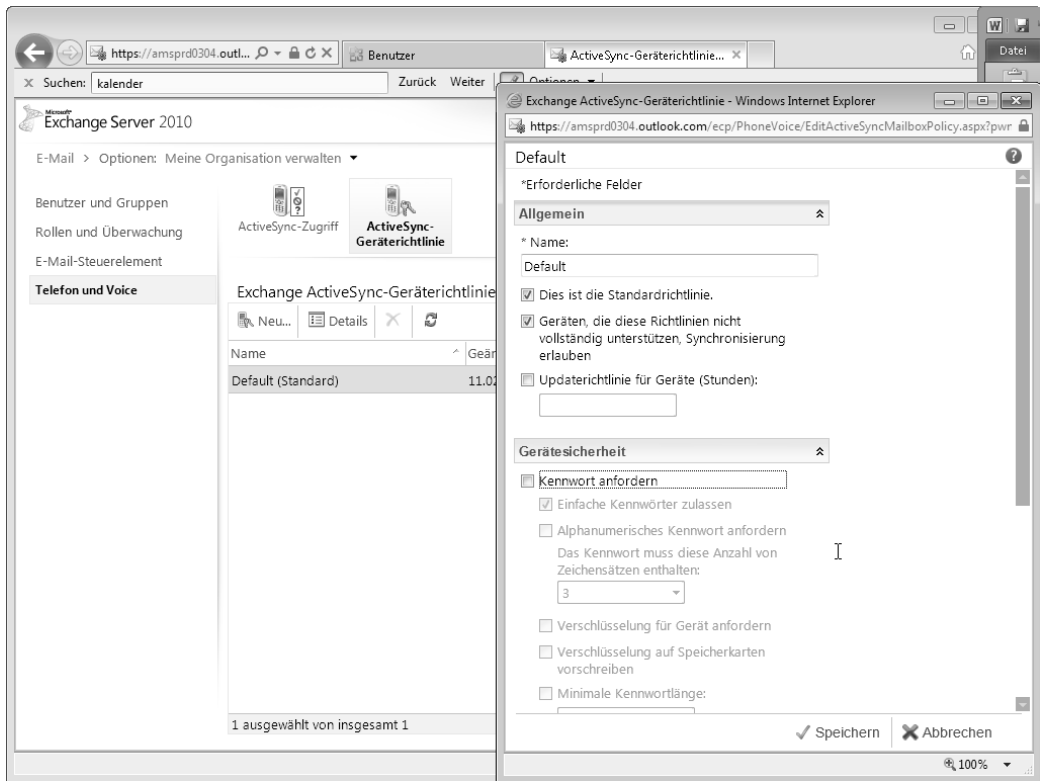 https://amsprd0304.outl...
Benutzer
ActiveSync-Geräterichtlinie...
Datei
Suchen: kalender
Zurück Weiter
Optionen
Microsoft
Exchange Server 2010
E-Mail > Optionen: Meine Organisation verwalten
Benutzer und Gruppen
Rollen und Überwachung
E-Mail-Steuerelement
Telefon und Voice
ActiveSync-Zugriff
ActiveSync-
Geräterichtlinie
Exchange ActiveSync-Geräterichtlinie
Neu... Details
Name
Geär
Default (Standard)
11.02
1 ausgewählt von insgesamt 1
Exchange ActiveSync-Geräterichtlinie - Windows Internet Explorer
https://amsprd0304.outlook.com/ecp/PhoneVoice/EditActiveSyncMailboxPolicy.aspx?pwr
Default
*Erforderliche Felder
Allgemein
* Name:
Default
Dies ist die Standardrichtlinie.
Geräten, die diese Richtlinien nicht
vollständig unterstützen, Synchronisierung
erlauben
Updaterichtlinie für Geräte (Stunden):
Gerätesicherheit
Kennwort anfordern
Einfache Kennwörter zulassen
Alphanumerisches Kennwort anfordern
Das Kennwort muss diese Anzahl von
Zeichensätzen enthalten:
3
Verschlüsselung für Gerät anfordern
Verschlüsselung auf Speicherkarten
vorschreiben
Minimale Kennwortlänge:
Speichern Abbrechen
100%